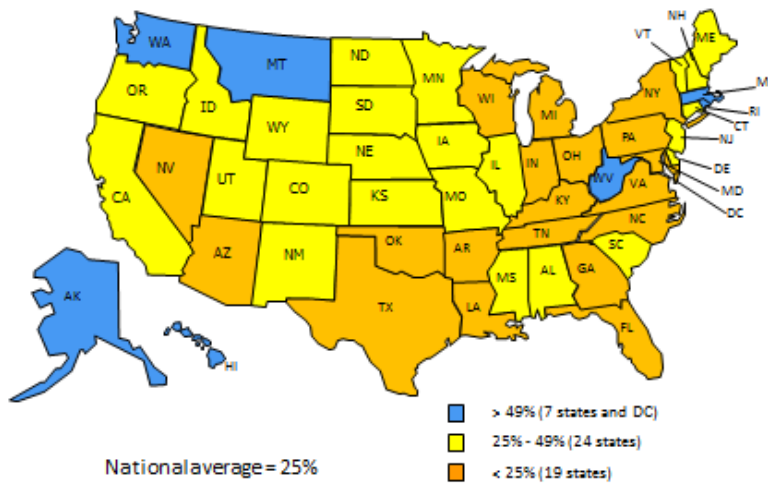 NH
VT
ME
WA
MT
ND
MN
OR
ID
SD
WI
MI
NY
M
RI
CT
WY
NE
IA
PA
NJ
NV
UT
CO
IL
IN
OH
WV
VA
DE
MD
DC
CA
KS
MO
KY
NC
AZ
NM
OK
AR
TN
SC
TX
MS
AL
GA
LA
FL
AK
HI
> 49% (7 states and DC)
25% - 49% (24 states)
< 25% (19 states)
National average = 25%